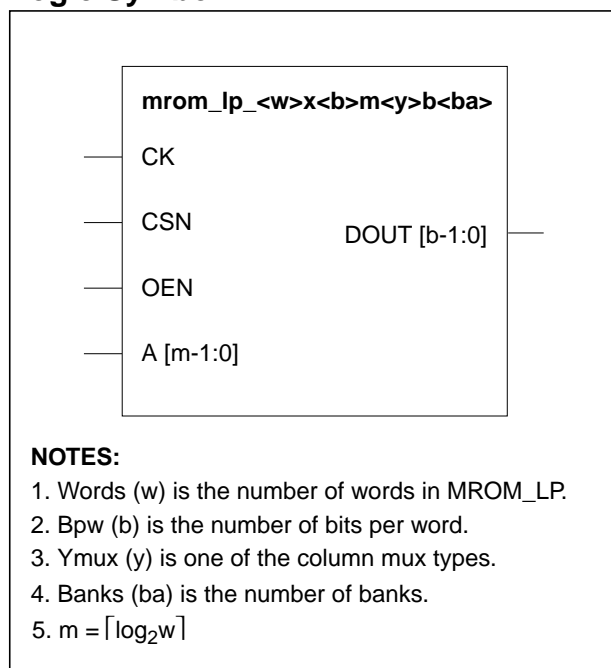 mrom_lp_<w>x<b>m<y>b<ba>
CK
CSN
DOUT [b-1:0]
OEN
A [m-1:0]
NOTES:
1. Words (w) is the number of words in MROM_LP.
2. Bpw (b) is the number of bits per word.
3. Ymux (y) is one of the column mux types.
4. Banks (ba) is the number of banks.
5. m = ⌈log₂w⌉